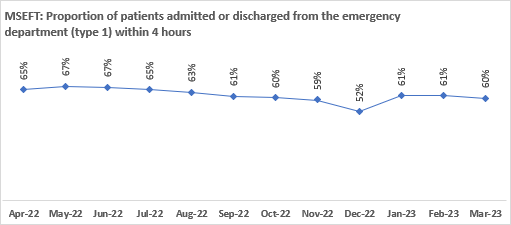 MSEFT: Proportion of patients admitted or discharged from the emergency
department (type 1) within 4 hours
65% 67% 67% 65% 63% 61% 60% 59% 52% 61% 61% 60%
Apr-22 May-22 Jun-22 Jul-22 Aug-22 Sep-22 Oct-22 Nov-22 Dec-22 Jan-23 Feb-23 Mar-23